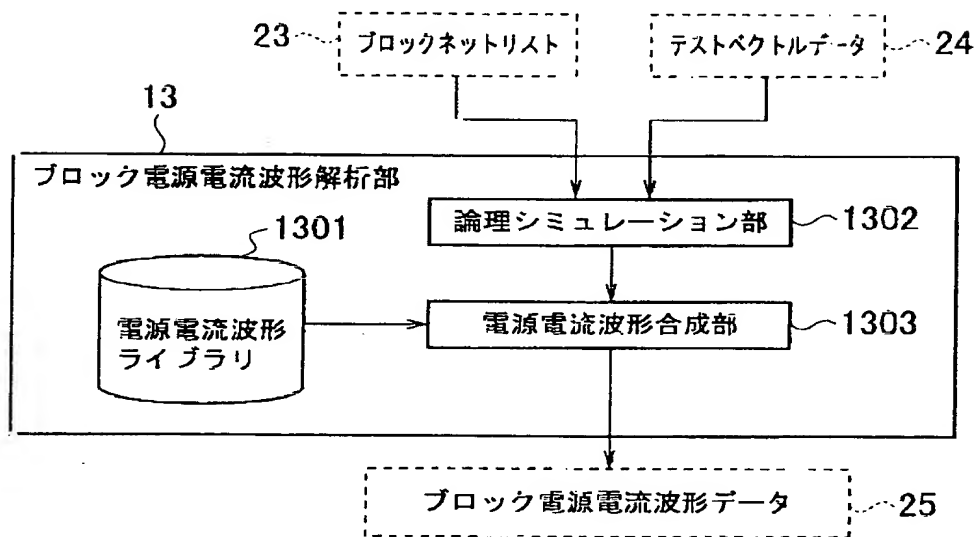 23 ブロックネットリスト
テストベクトルデータ 24
13
ブロック電源電流波形解析部
1301
論理シミュレーション部 1302
電源電流波形
ライブラリ
電源電流波形合成部 1303
ブロック電源電流波形データ 25